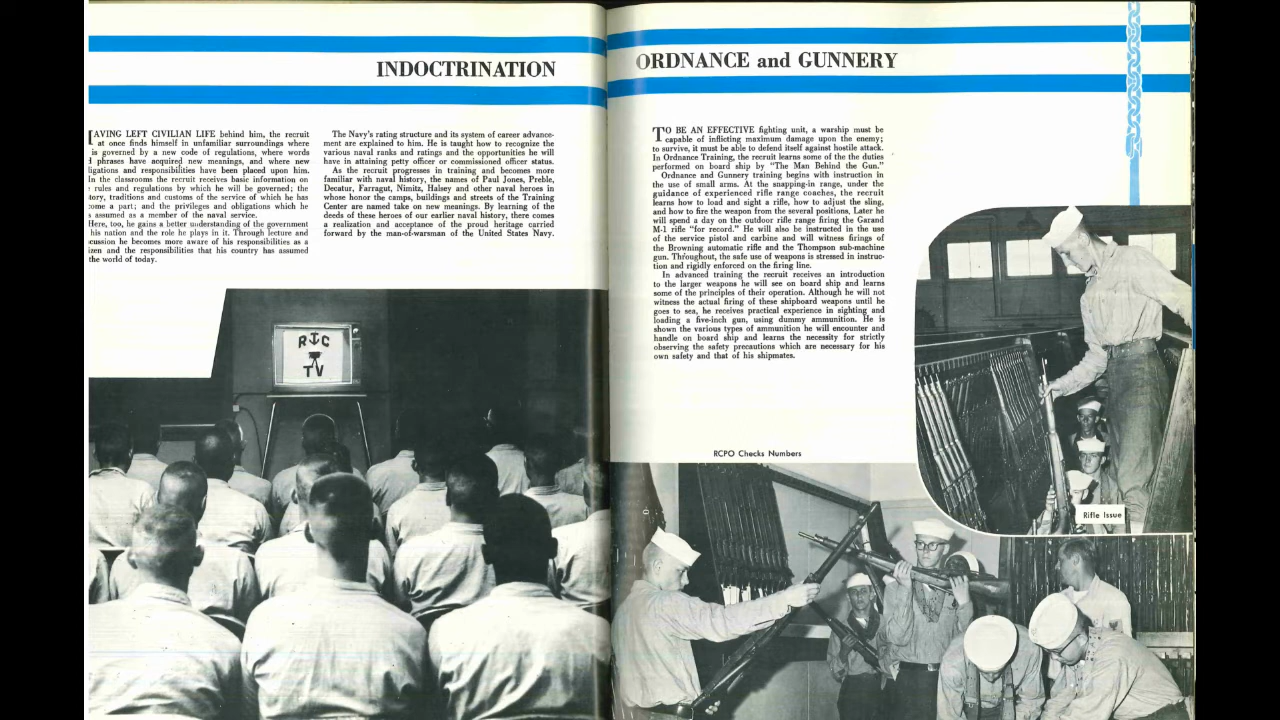 INDOCTRINATION
AVING LEFT CIVILIAN LIFE behind him, the recruit
at once finds himself in unfamiliar surroundings where
is governed by a new code of regulations, where words
phrases have acquired new meanings, and where new
ligations and responsibilities have been placed upon him.
In the classrooms the recruit receives basic information on
rules and regulations by which he will be governed; the
tory, traditions and customs of the service of which he has
ome a part; and the privileges and obligations which he
s assumed as a member of the naval service.
Here, too, he gains a better understanding of the government
his nation and the role he plays in it. Through lecture and
cussion he becomes more aware of his responsibilities as a
izen and the responsibilities that his country has assumed
the world of today.
The Navy's rating structure and its system of career advance-
ment are explained to him. He is taught how to recognize the
various naval ranks and ratings and the opportunities he will
have in attaining petty officer or commissioned officer status.
As the recruit progresses in training and becomes more
familiar with naval history, the names of Paul Jones, Preble,
Decatur, Farragut, Nimitz, Halsey and other naval heroes in
whose honor the camps, buildings and streets of the Training
Center are named take on new meanings. By learning of the
deeds of these heroes of our earlier naval history, there comes
a realization and acceptance of the proud heritage carried
forward by the man-of-warsman of the United States Navy.
RTC
TV
ORDNANCE and GUNNERY
TO BE AN EFFECTIVE fighting unit, a warship must be
capable of inflicting maximum damage upon the enemy;
to survive, it must be able to defend itself against hostile attack.
In Ordnance Training, the recruit learns some of the the duties
performed on board ship by "The Man Behind the Gun."
Ordnance and Gunnery training begins with instruction in
the use of small arms. At the snapping-in range, under the
guidance of experienced rifle range coaches, the recruit
learns how to load and sight a rifle, how to adjust the sling,
and how to fire the weapon from the several positions, Later he
will spend a day on the outdoor rifle range firing the Garand
M-1 rifle "for record." He will also be instructed in the use
of the service pistol and carbine and will witness firings of
the Browning automatic rifle and the Thompson sub-machine
gun. Throughout, the safe use of weapons is stressed in instruc-
tion and rigidly enforced on the firing line.
In advanced training the recruit receives an introduction
to the larger weapons he will see on board ship and learns
some of the principles of their operation. Although he will not
witness the actual firing of these shipboard weapons until he
goes to sea, he receives practical experience in sighting and
loading a five-inch gun, using dummy ammunition. He is
shown the various types of ammunition he will encounter and
handle on board ship and learns the necessity for strictly
observing the safety precautions which are necessary for his
own safety and that of his shipmates.
RCPO Checks Numbers
Rifle Issue